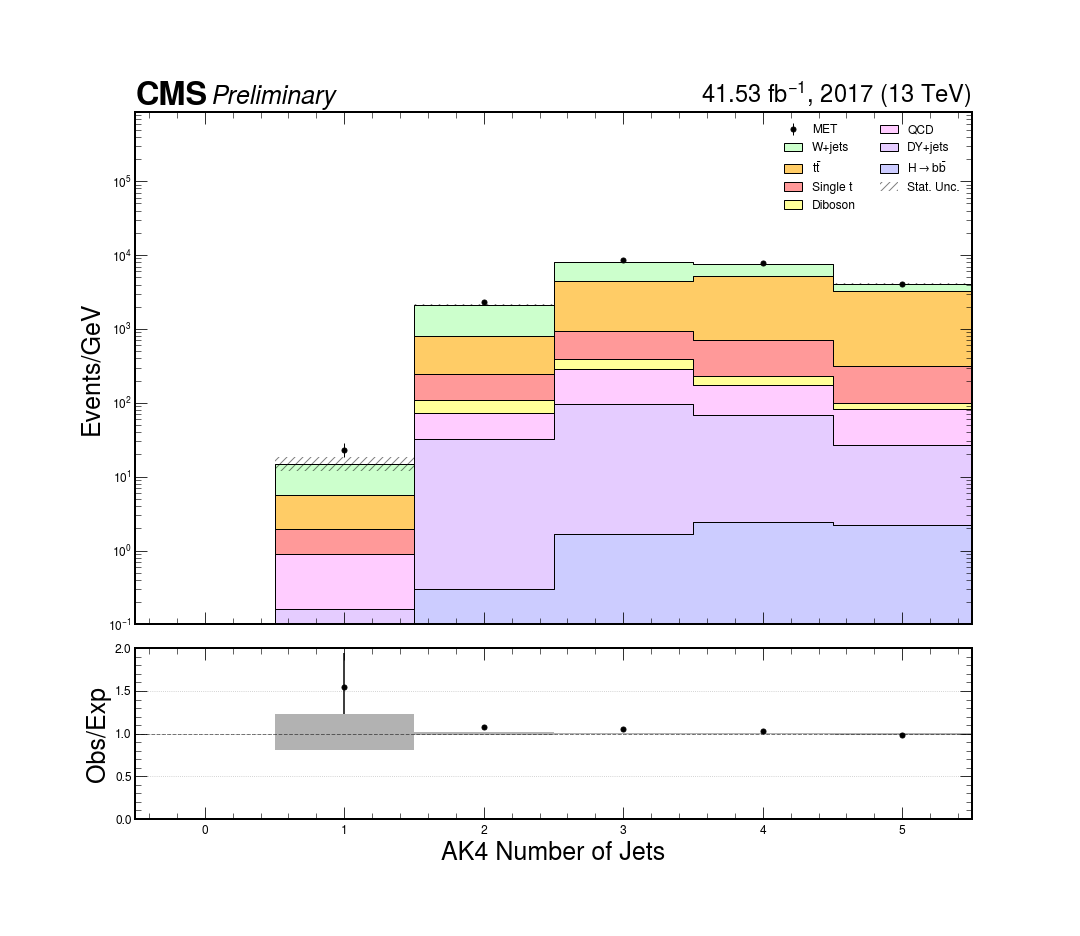 CMS Preliminary 41.53 fb⁻¹, 2017 (13 TeV)
MET QCD
W+jets DY+jets
tt̄ H→bb̄
Single t Stat. Unc.
Diboson
10⁵
10⁴
10³
10²
10¹
10⁰
10⁻¹
Events/GeV
2.0
1.5
1.0
0.5
0.0
Obs/Exp
0 1 2 3 4 5
AK4 Number of Jets